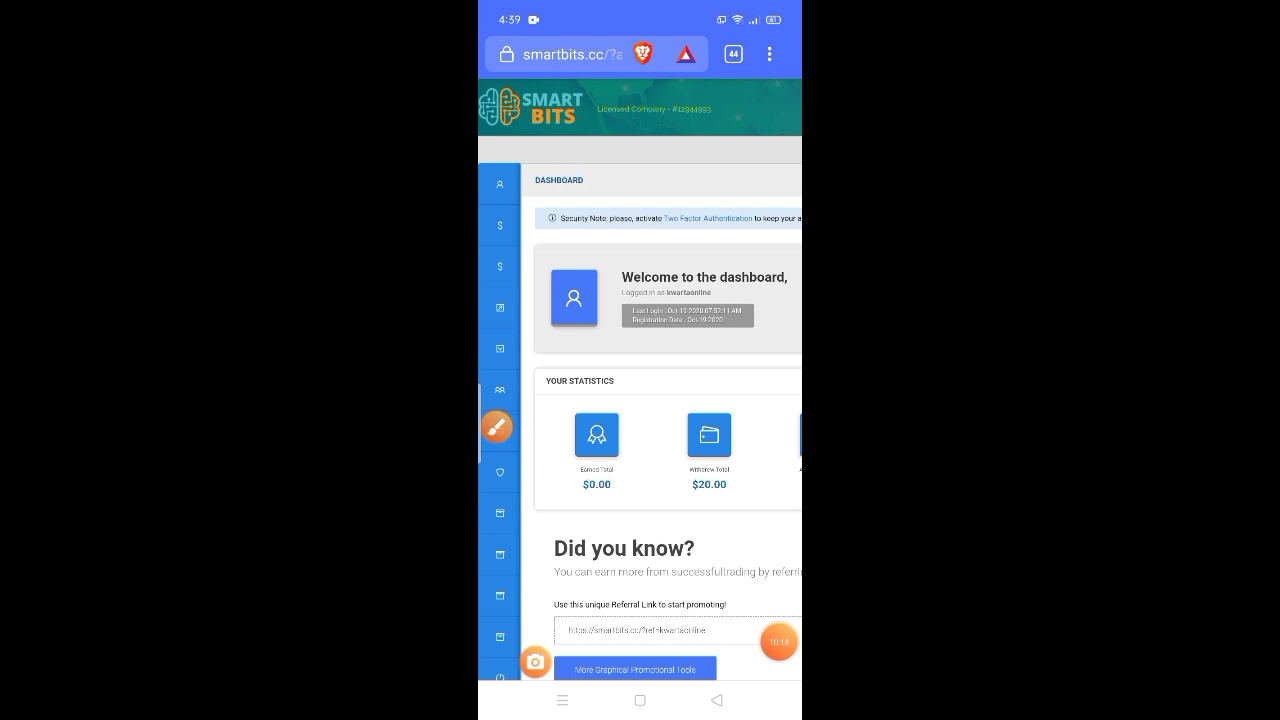 4:39
61
smartbits.cc/?a
44
SMART
BITS
Licensed Company - #12944993
DASHBOARD
Security Note: please, activate Two Factor Authentication to keep your a
Welcome to the dashboard,
Logged in as kwartaonline
Last Login : Oct-19-2020 07:52:11 AM
Registration Date : Oct-19-2020
YOUR STATISTICS
Earned Total
Withdrew Total
$0.00
$20.00
Did you know?
You can earn more from successfultrading by referri
Use this unique Referral Link to start promoting!
https://smartbits.cc/?ref=kwartaonline
10:18
More Graphical Promotional Tools